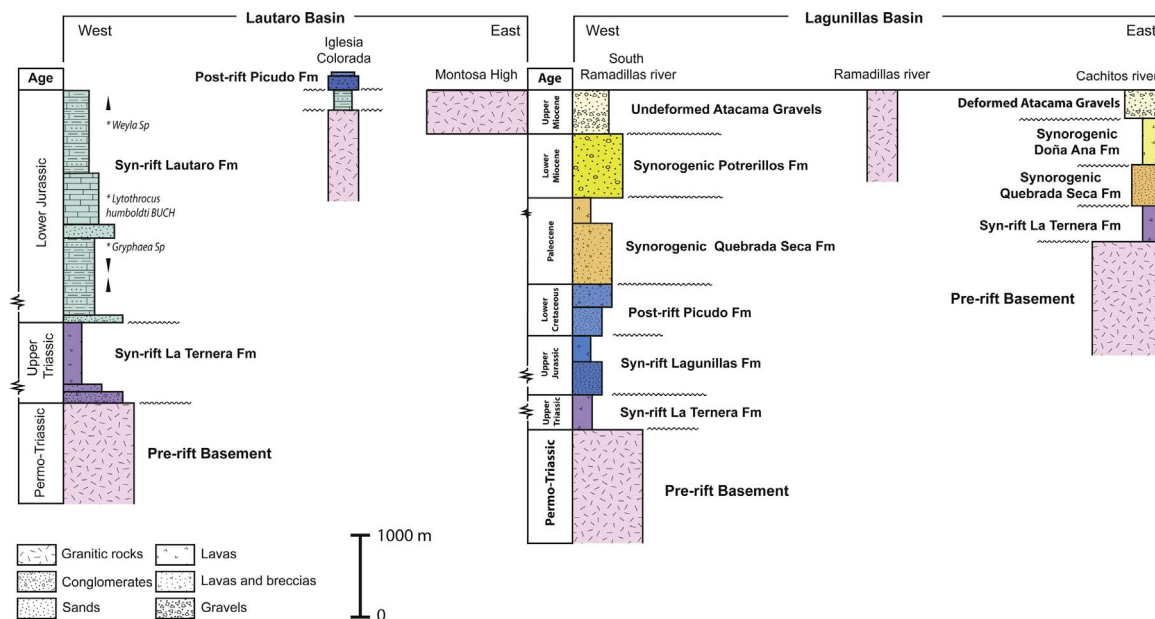 Lautaro Basin
Lagunillas Basin
West
East
West
East
Age
Iglesia
Colorada
Post-rift Picudo Fm
Montosa High
Age
South
Ramadillas river
Ramadillas river
Cachitos river
Lower Jurassic
* Weyla Sp
Syn-rift Lautaro Fm
* Lytothrocus
humboldti BUCH
* Gryphaea Sp
Upper
Triassic
Syn-rift La Ternera Fm
Permo-Triassic
Pre-rift Basement
Upper
Miocene
Undeformed Atacama Gravels
Lower
Miocene
Synorogenic Potrerillos Fm
Paleocene
Synorogenic Quebrada Seca Fm
Lower
Cretaceous
Post-rift Picudo Fm
Upper
Jurassic
Syn-rift Lagunillas Fm
Upper
Triassic
Syn-rift La Ternera Fm
Permo-Triassic
Pre-rift Basement
Deformed Atacama Gravels
Synorogenic
Doña Ana Fm
Synorogenic
Quebrada Seca Fm
Syn-rift La Ternera Fm
Pre-rift Basement
Granitic rocks
Lavas
Conglomerates
Lavas and breccias
Sands
Gravels
1000 m
0